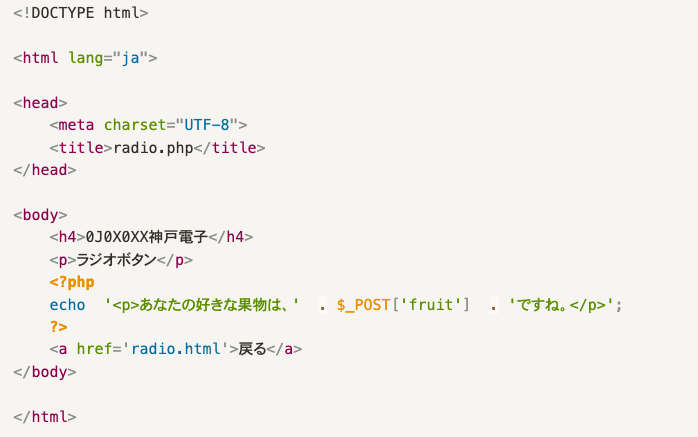 <!DOCTYPE html>
<html lang="ja">
<head>
<meta charset="UTF-8">
<title>radio.php</title>
</head>
<body>
<h4>0J0X0XX神戸電子</h4>
<p>ラジオボタン</p>
<?php
echo  '<p>あなたの好きな果物は、'  . $_POST['fruit']  . 'ですね。</p>';
?>
<a href='radio.html'>戻る</a>
</body>
</html>